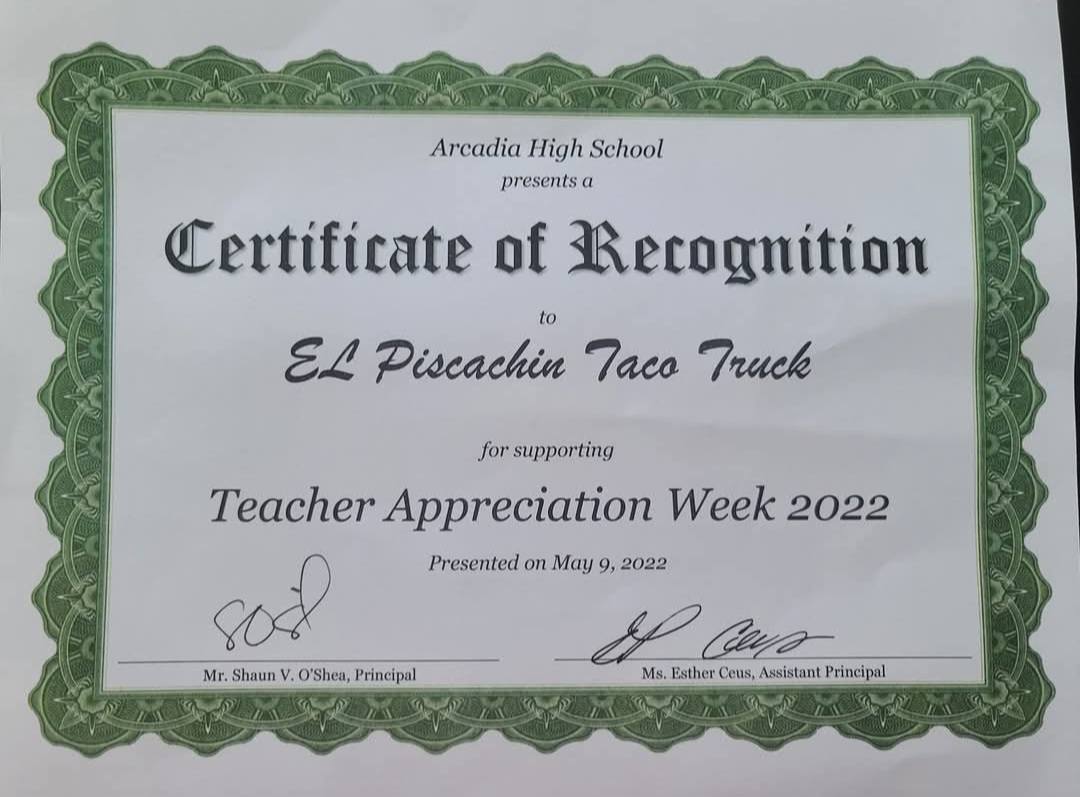 Arcadia High School
presents a
Certificate of Recognition
to
EL Piscachin Taco Truck
for supporting
Teacher Appreciation Week 2022
Presented on May 9, 2022
Mr. Shaun V. O'Shea, Principal
Ms. Esther Ceus, Assistant Principal